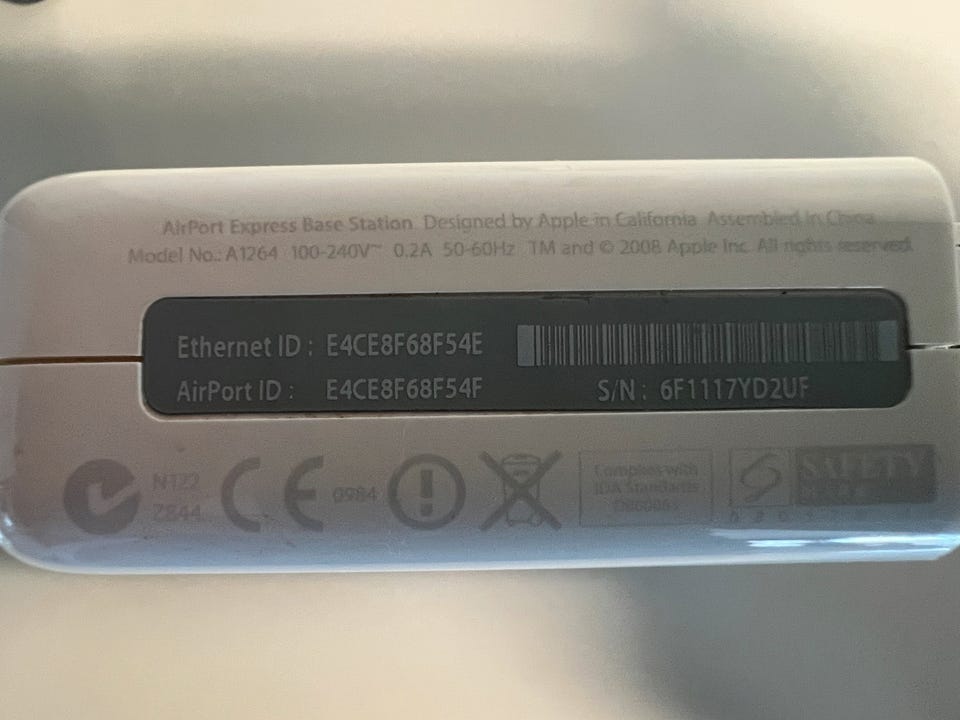 AirPort Express Base Station Designed by Apple in California Assembled in China
Model No.: A1264 100-240V~ 0.2A 50-60Hz TM and © 2008 Apple Inc. All rights reserved.
Ethernet ID : E4CE8F68F54E
AirPort ID : E4CE8F68F54F
S/N : 6F1117YD2UF
N122
Z844
CE 0984
Complies with
IDA Standards
SAFETY